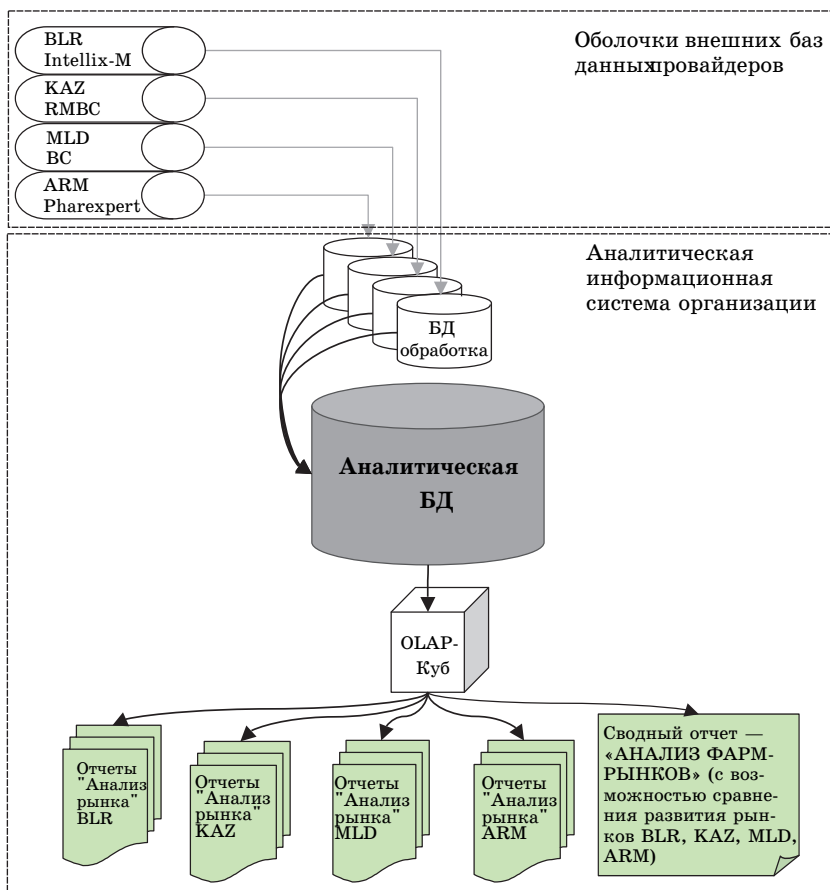 BLR
Intellix-M
KAZ
RMBC
MLD
BC
ARM
Pharexpert
Оболочки внешних баз
данныхпровайдеров
Аналитическая
информационная
система организации
БД
обработка
Аналитическая
БД
OLAP-
Куб
Отчеты
"Анализ
рынка"
BLR
Отчеты
"Анализ
рынка"
KAZ
Отчеты
"Анализ
рынка"
MLD
Отчеты
"Анализ
рынка"
ARM
Сводный отчет —
«АНАЛИЗ ФАРМ-
РЫНКОВ» (с воз-
можностью сравне-
ния развития рын-
ков BLR, KAZ, MLD,
ARM)